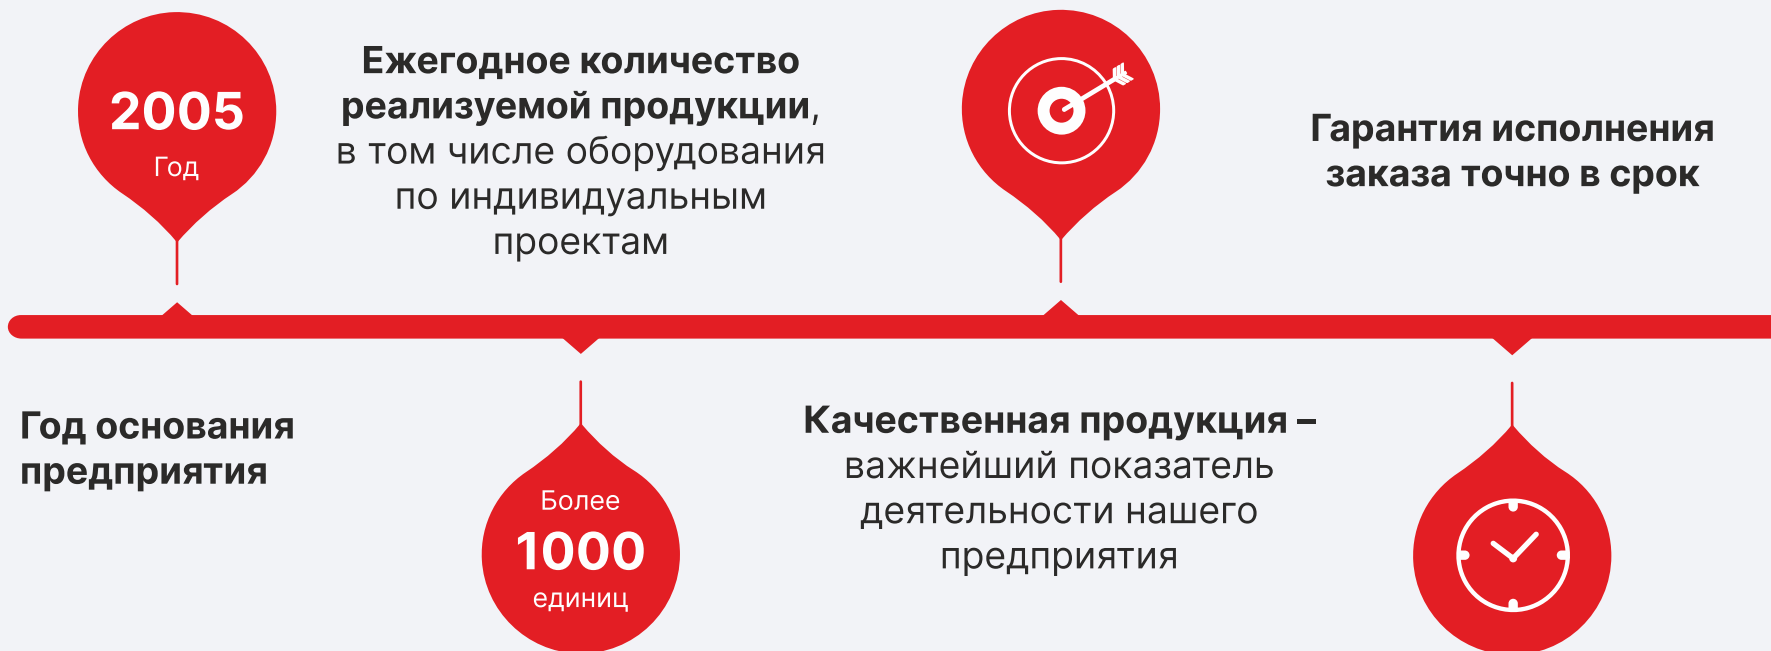 2005
Год
Год основания
предприятия
Ежегодное количество
реализуемой продукции,
в том числе оборудования
по индивидуальным
проектам
Более
1000
единиц
Качественная продукция –
важнейший показатель
деятельности нашего
предприятия
Гарантия исполнения
заказа точно в срок